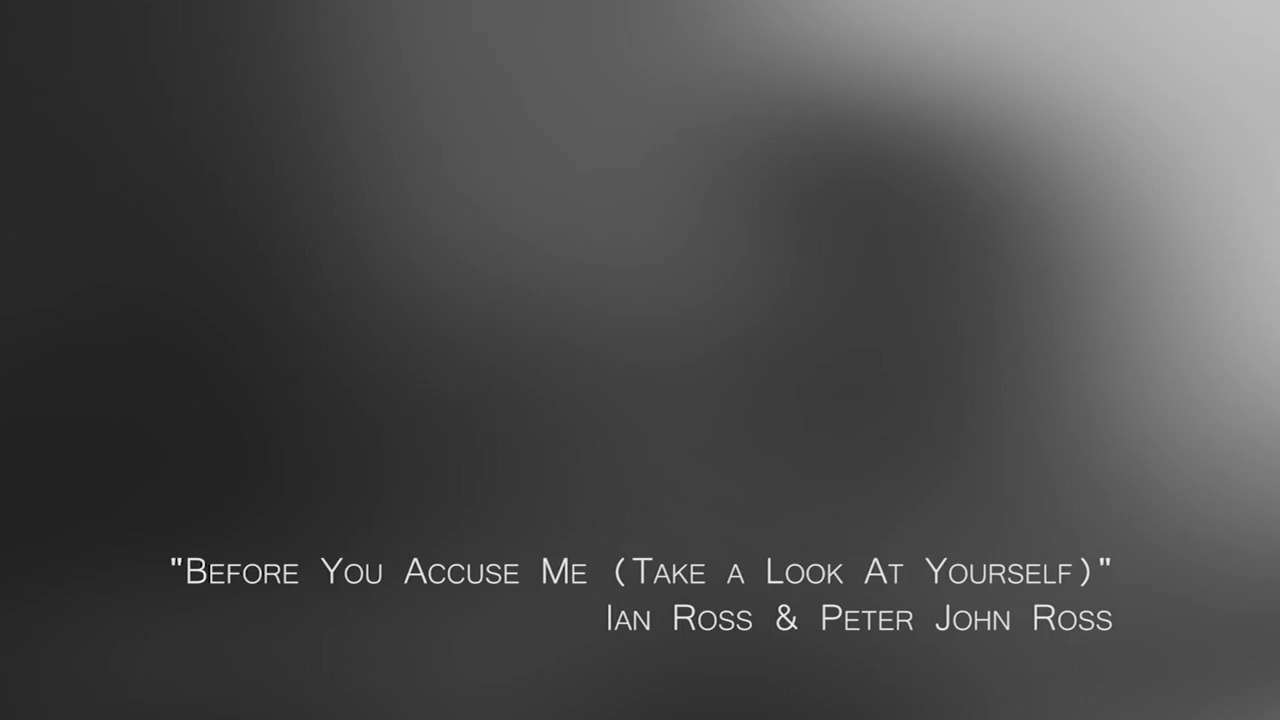 "Before You Accuse Me (Take a Look At Yourself)"
Ian Ross & Peter John Ross